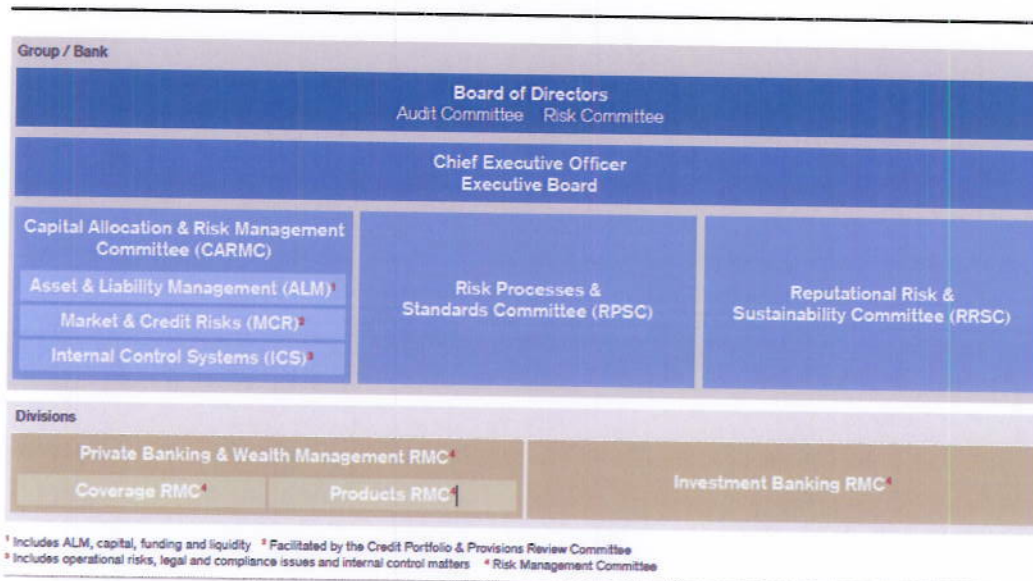 Group / Bank
Board of Directors
Audit Committee Risk Committee
Chief Executive Officer
Executive Board
Capital Allocation & Risk Management
Committee (CARMC)
Asset & Liability Management (ALM)¹
Market & Credit Risks (MCR)²
Internal Control Systems (ICS)³
Risk Processes &
Standards Committee (RPSC)
Reputational Risk &
Sustainability Committee (RRSC)
Divisions
Private Banking & Wealth Management RMC⁴
Coverage RMC⁴
Products RMC⁴
Investment Banking RMC⁴
¹ Includes ALM, capital, funding and liquidity ² Facilitated by the Credit Portfolio & Provisions Review Committee
³ Includes operational risks, legal and compliance issues and internal control matters ⁴ Risk Management Committee